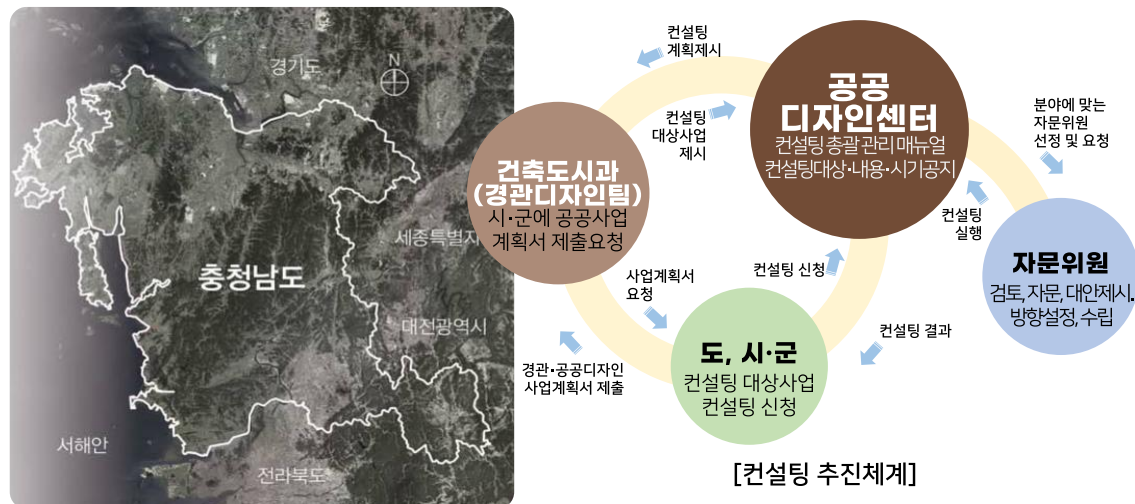 경기도
N
세종특별자
충청남도
대전광역시
서해안
전라북도
컨설팅
계획제시
컨설팅
대상사업
제시
공공
디자인센터
컨설팅 총괄 관리 매뉴얼
컨설팅대상·내용·시기공지
분야에 맞는
자문위원
선정 및 요청
건축도시과
(경관디자인팀)
시·군에 공공사업
계획서 제출요청
컨설팅
실행
자문위원
검토, 자문, 대안제시.
방향설정, 수립
사업계획서
요청
컨설팅 신청
컨설팅 결과
경관·공공디자인
사업계획서 제출
도, 시·군
컨설팅 대상사업
컨설팅 신청
[컨설팅 추진체계]